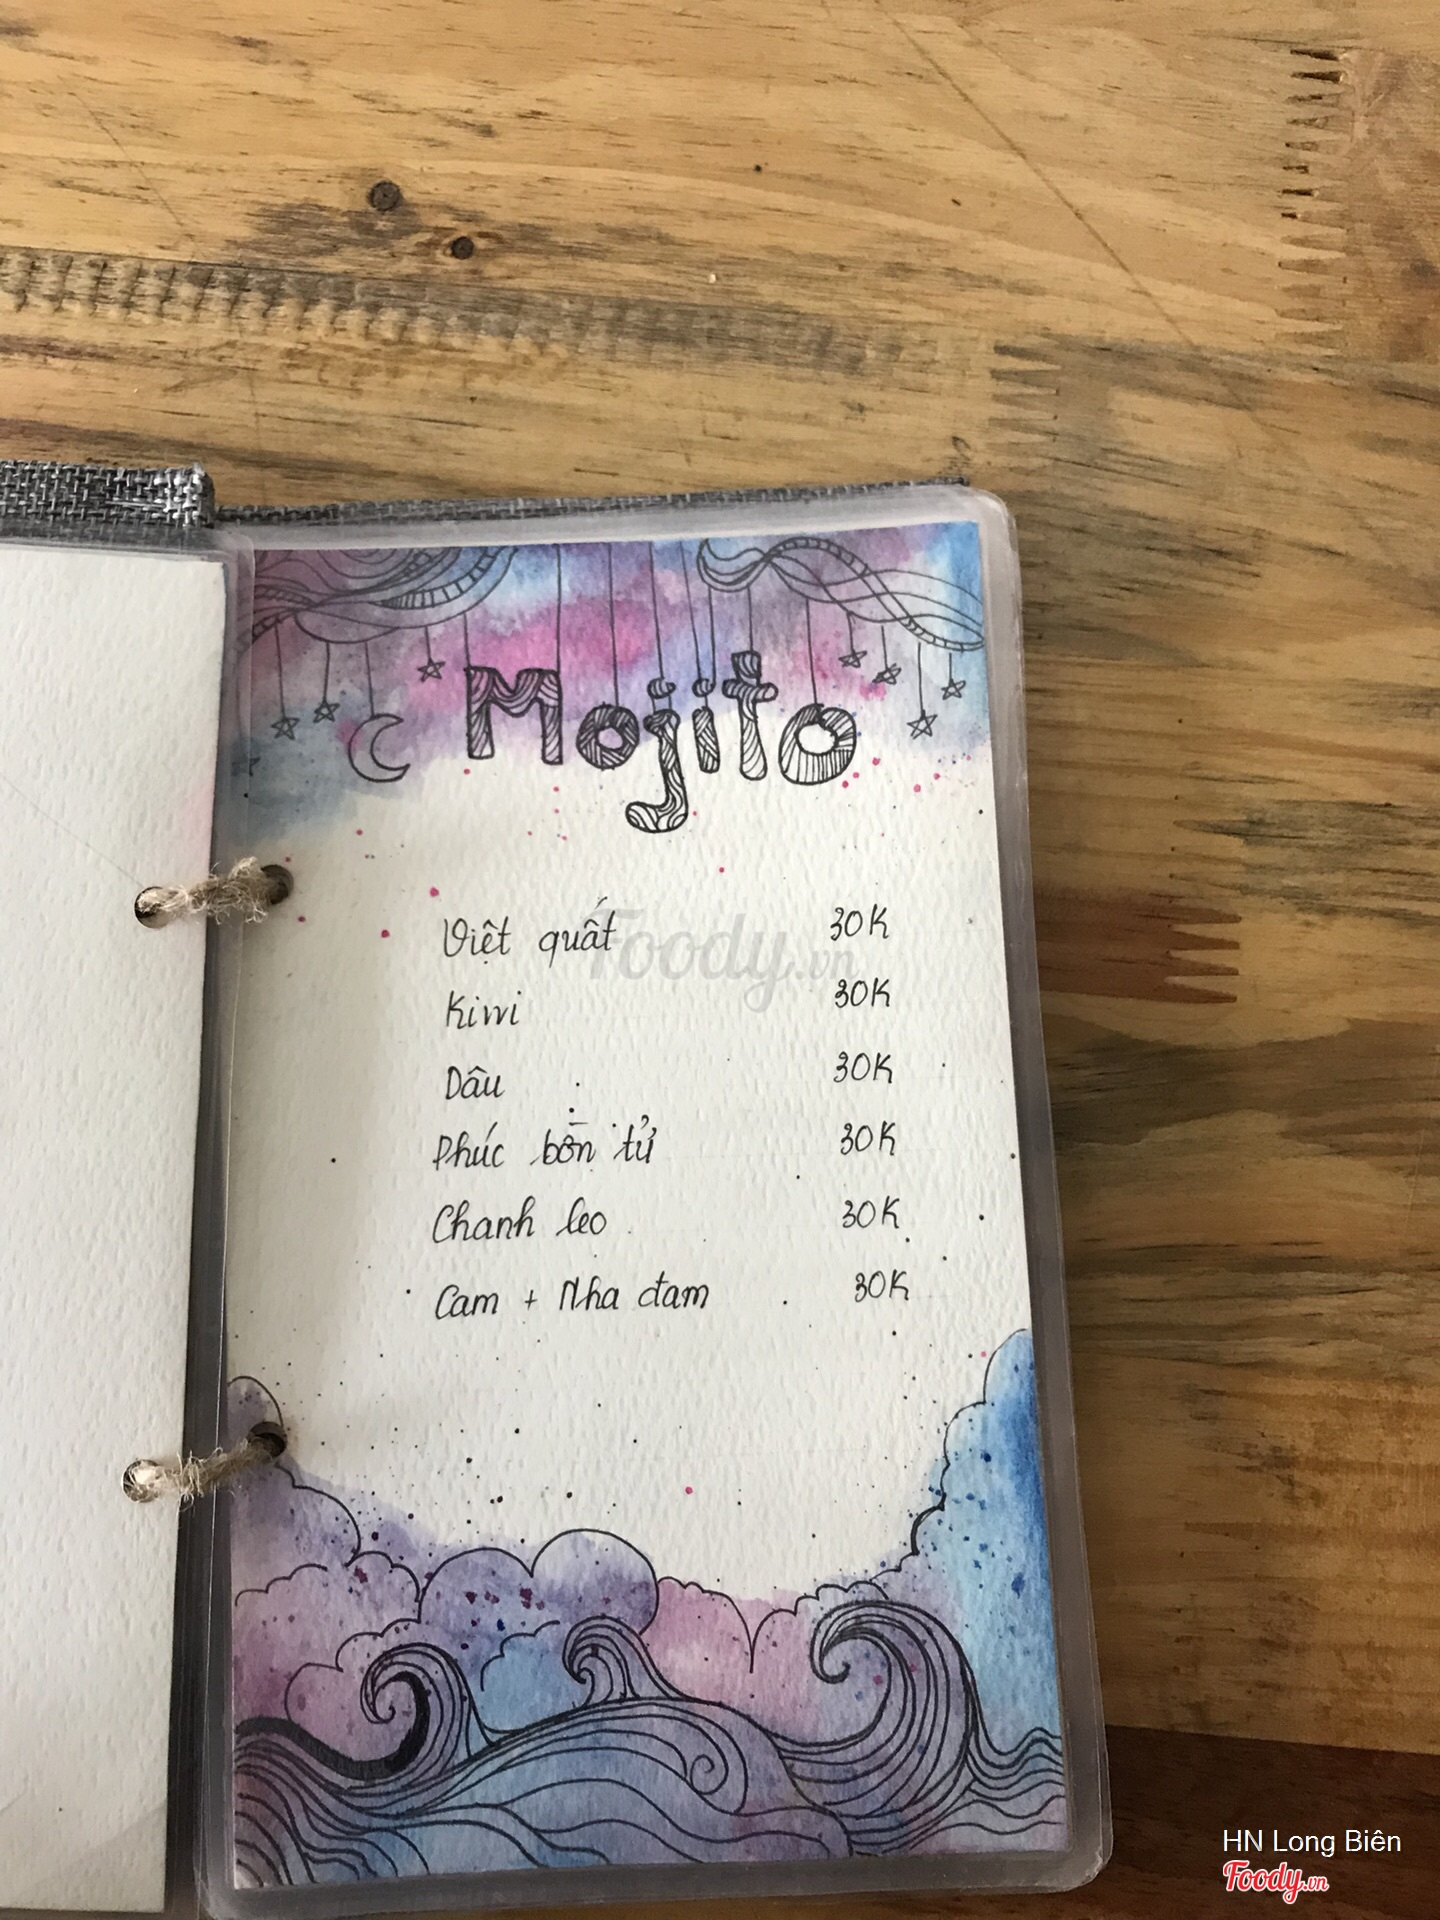 Mojito
Việt quất 30K
Kiwi 30K
Dâu 30K
Phúc bồn tử 30K
Chanh leo 30K
Cam + Nha đam 30K
Foody.vn
HN Long Biên
Foody.vn